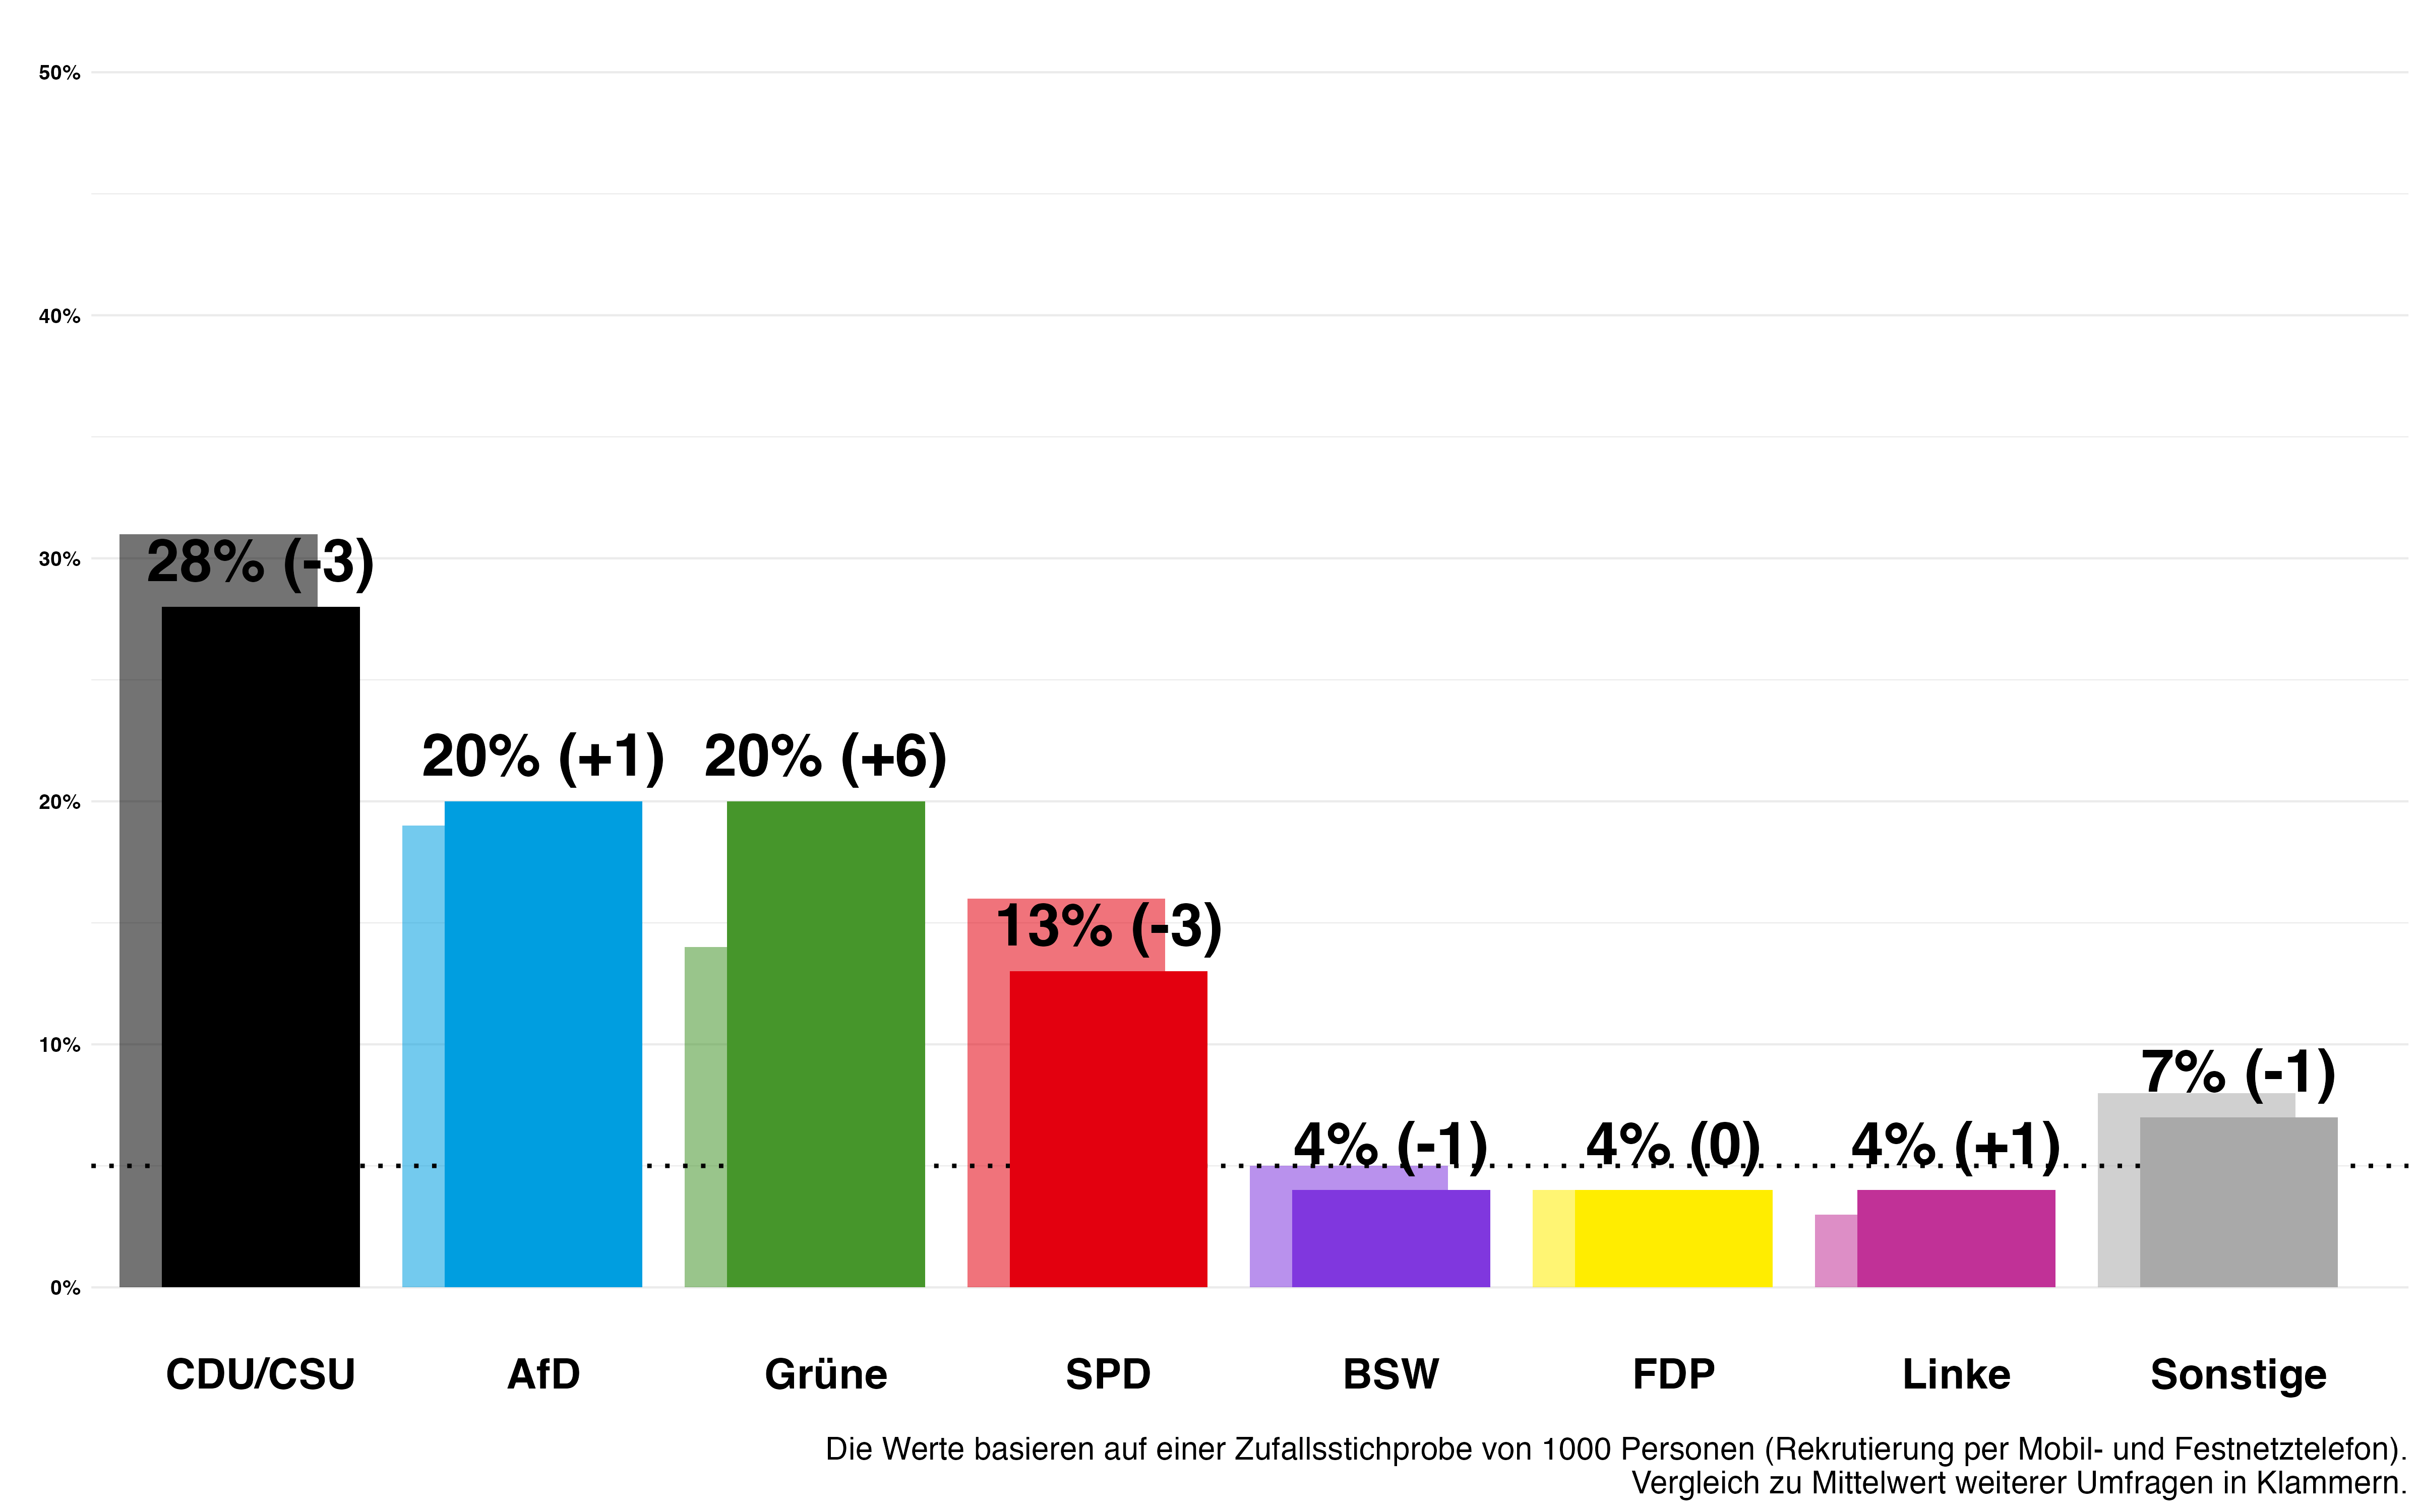 50%
40%
30%
20%
10%
0%
28% (-3)
20% (+1)
20% (+6)
13% (-3)
4% (-1)
4% (0)
4% (+1)
7% (-1)
CDU/CSU
AfD
Grüne
SPD
BSW
FDP
Linke
Sonstige
Die Werte basieren auf einer Zufallsstichprobe von 1000 Personen (Rekrutierung per Mobil- und Festnetztelefon).
Vergleich zu Mittelwert weiterer Umfragen in Klammern.